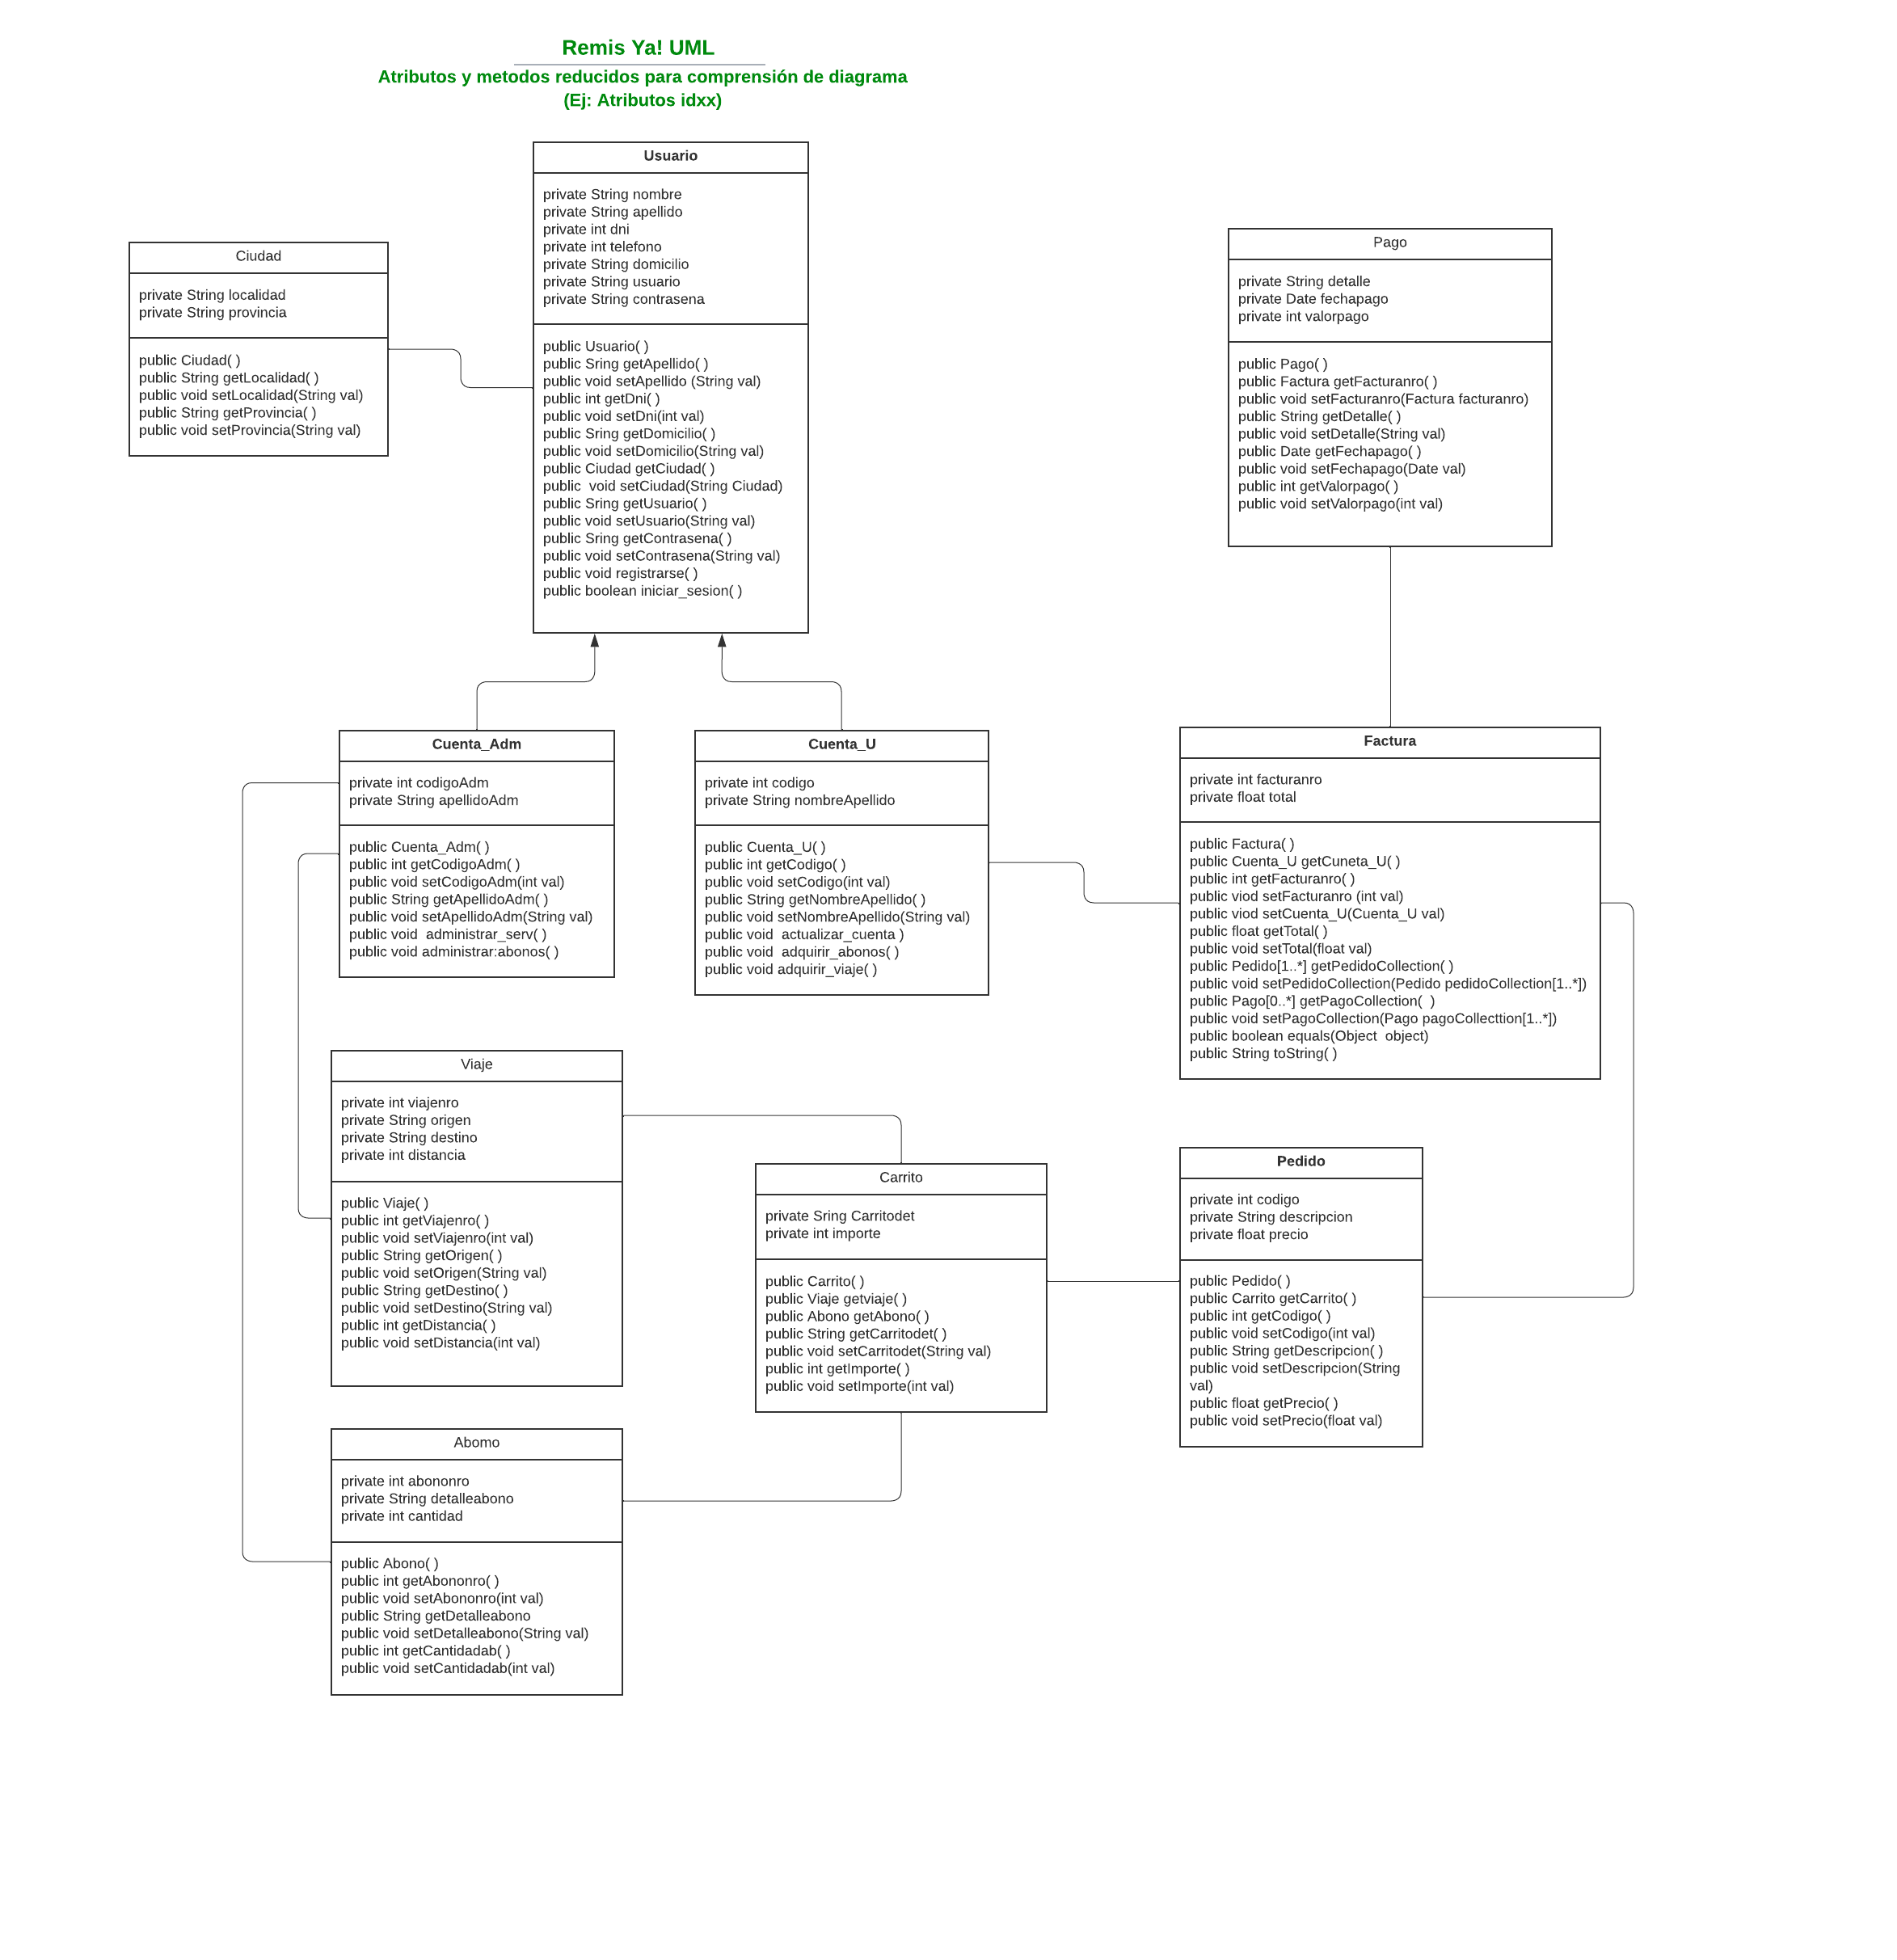 Remis Ya! UML
Atributos y metodos reducidos para comprensión de diagrama
(Ej: Atributos idxx)
Usuario
private String nombre
private String apellido
private int dni
private int telefono
private String domicilio
private String usuario
private String contrasena
public Usuario( )
public Sring getApellido( )
public void setApellido (String val)
public int getDni( )
public void setDni(int val)
public Sring getDomicilio( )
public void setDomicilio(String val)
public Ciudad getCiudad( )
public  void setCiudad(String Ciudad)
public Sring getUsuario( )
public void setUsuario(String val)
public Sring getContrasena( )
public void setContrasena(String val)
public void registrarse( )
public boolean iniciar_sesion( )
Ciudad
private String localidad
private String provincia
public Ciudad( )
public String getLocalidad( )
public void setLocalidad(String val)
public String getProvincia( )
public void setProvincia(String val)
Pago
private String detalle
private Date fechapago
private int valorpago
public Pago( )
public Factura getFacturanro( )
public void setFacturanro(Factura facturanro)
public String getDetalle( )
public void setDetalle(String val)
public Date getFechapago( )
public void setFechapago(Date val)
public int getValorpago( )
public void setValorpago(int val)
Cuenta_Adm
private int codigoAdm
private String apellidoAdm
public Cuenta_Adm( )
public int getCodigoAdm( )
public void setCodigoAdm(int val)
public String getApellidoAdm( )
public void setApellidoAdm(String val)
public void  administrar_serv( )
public void administrar:abonos( )
Cuenta_U
private int codigo
private String nombreApellido
public Cuenta_U( )
public int getCodigo( )
public void setCodigo(int val)
public String getNombreApellido( )
public void setNombreApellido(String val)
public void  actualizar_cuenta )
public void  adquirir_abonos( )
public void adquirir_viaje( )
Factura
private int facturanro
private float total
public Factura( )
public Cuenta_U getCuneta_U( )
public int getFacturanro( )
public viod setFacturanro (int val)
public viod setCuenta_U(Cuenta_U val)
public float getTotal( )
public void setTotal(float val)
public Pedido[1..*] getPedidoCollection( )
public void setPedidoCollection(Pedido pedidoCollection[1..*])
public Pago[0..*] getPagoCollection(  )
public void setPagoCollection(Pago pagoCollecttion[1..*])
public boolean equals(Object  object)
public String toString( )
Viaje
private int viajenro
private String origen
private String destino
private int distancia
public Viaje( )
public int getViajenro( )
public void setViajenro(int val)
public String getOrigen( )
public void setOrigen(String val)
public String getDestino( )
public void setDestino(String val)
public int getDistancia( )
public void setDistancia(int val)
Carrito
private Sring Carritodet
private int importe
public Carrito( )
public Viaje getviaje( )
public Abono getAbono( )
public String getCarritodet( )
public void setCarritodet(String val)
public int getImporte( )
public void setImporte(int val)
Pedido
private int codigo
private String descripcion
private float precio
public Pedido( )
public Carrito getCarrito( )
public int getCodigo( )
public void setCodigo(int val)
public String getDescripcion( )
public void setDescripcion(String
val)
public float getPrecio( )
public void setPrecio(float val)
Abomo
private int abononro
private String detalleabono
private int cantidad
public Abono( )
public int getAbononro( )
public void setAbononro(int val)
public String getDetalleabono
public void setDetalleabono(String val)
public int getCantidadab( )
public void setCantidadab(int val)